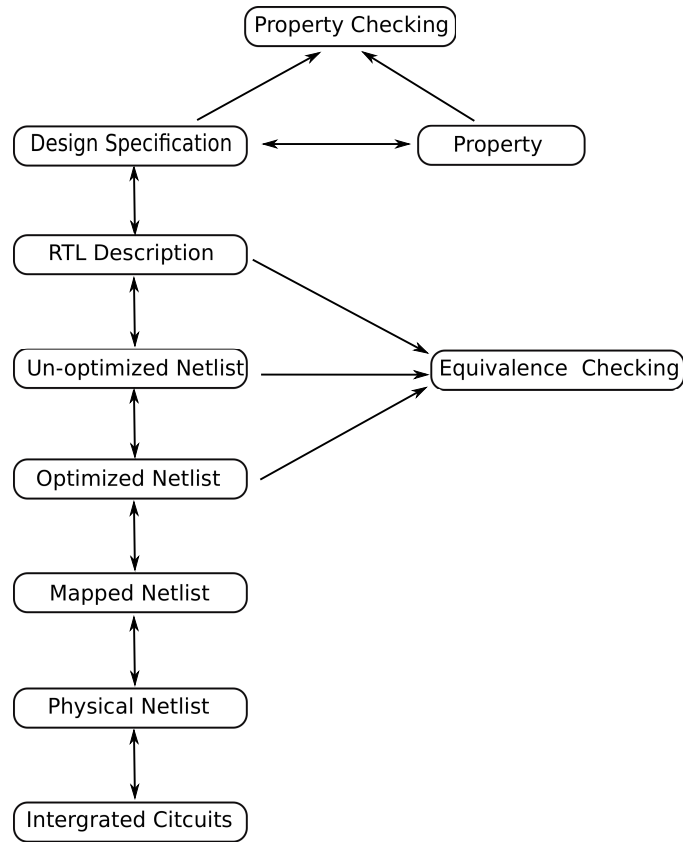 Property Checking
Design Specification
Property
RTL Description
Un-optimized Netlist
Equivalence Checking
Optimized Netlist
Mapped Netlist
Physical Netlist
Intergrated Citcuits